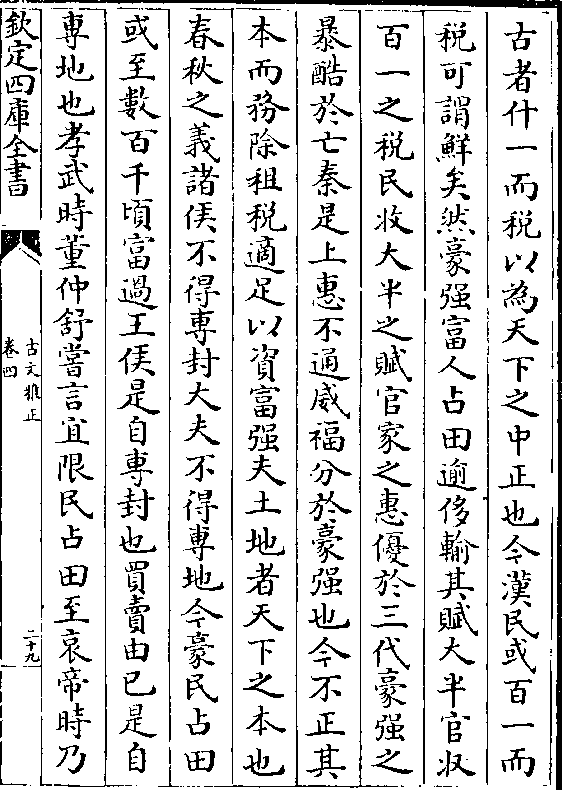 古者什一而税以為天下之中正也今漢民或百一而
税可謂鮮矣然豪强富人占田逾侈輸其賦大半官收
百一之税民收大半之賦官家之惠優於三代豪强之
暴酷於亡秦是上惠不通威福分於豪强也今不正其
本而務除租税適足以資富强夫土地者天下之本也
春秋之義諸侯不得専封大夫不得専地今豪民占田
或至數百千頃富過王侯是自専封也買賣由已是自
専地也孝武時董仲舒嘗言宜限民占田至哀帝時乃
欽定四庫全書
古文雅正
卷四
二十九